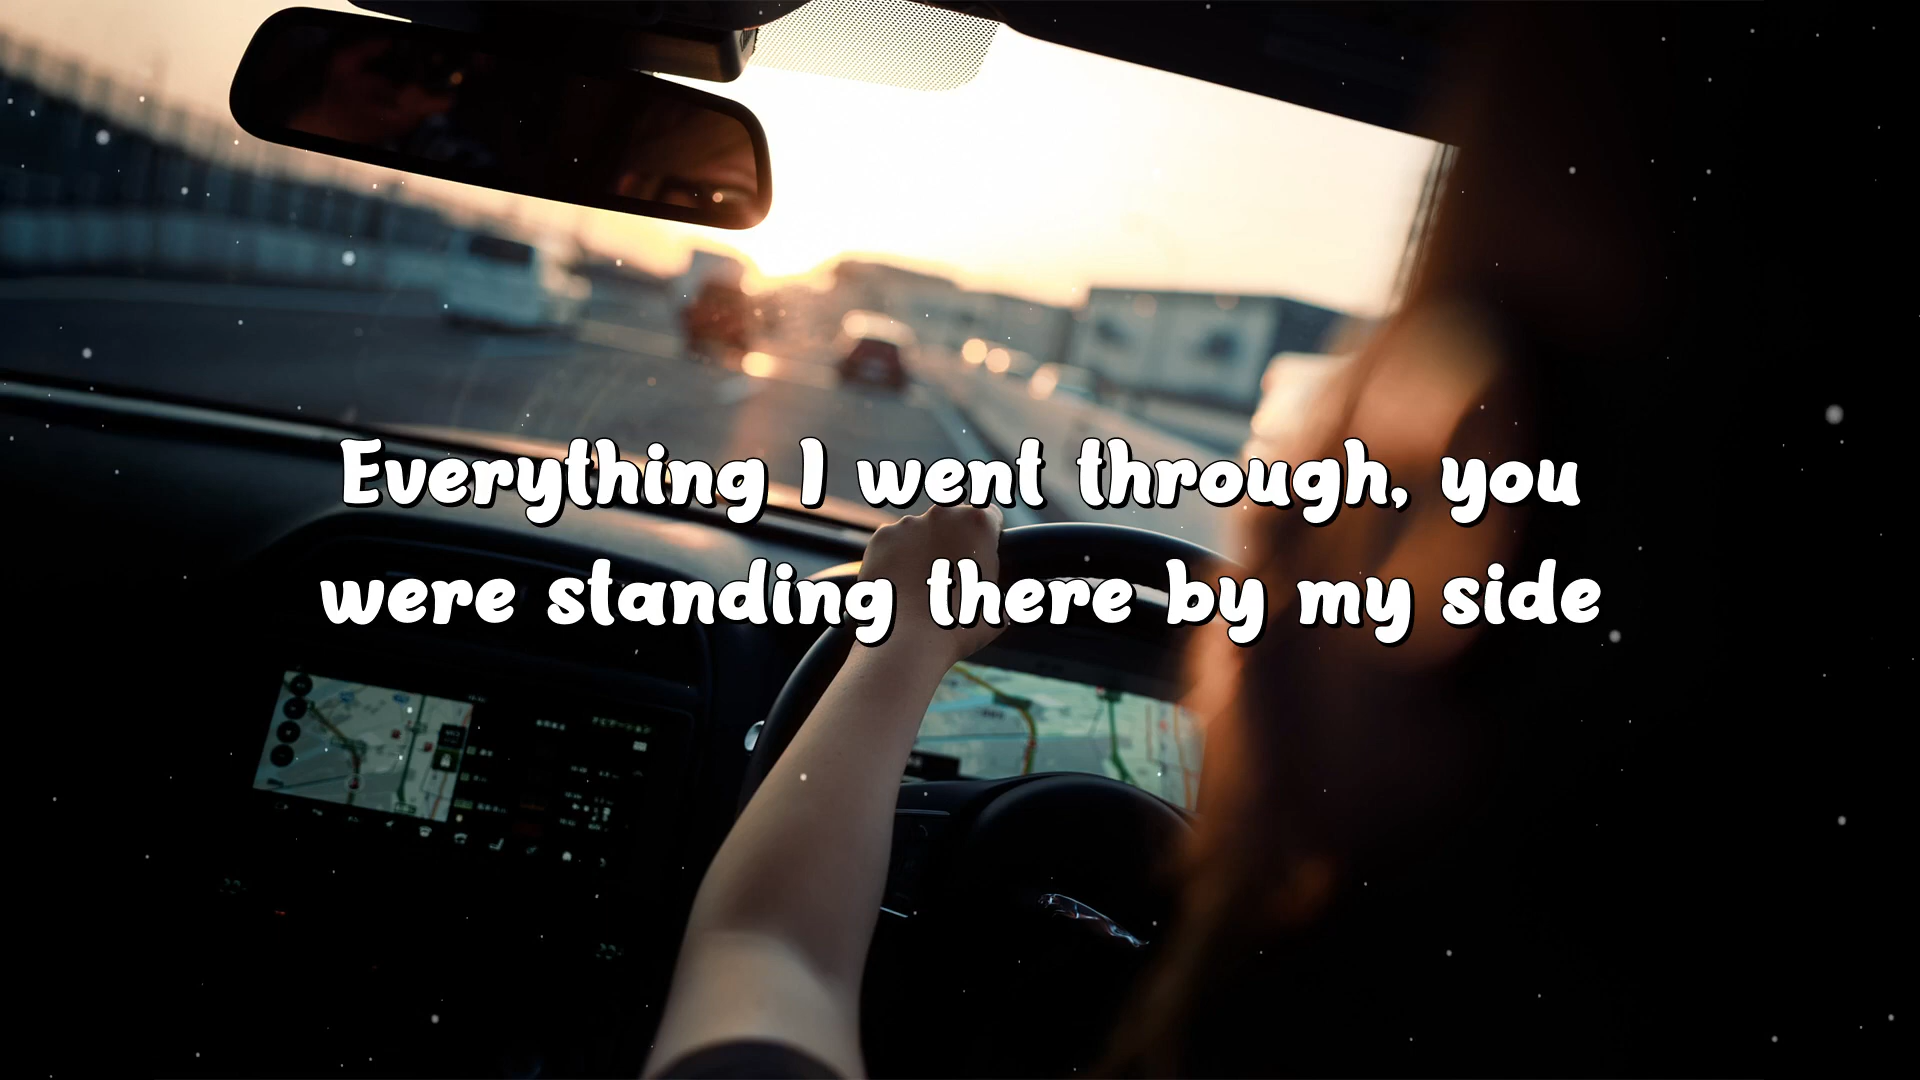 Everything I went through, you
were standing there by my side